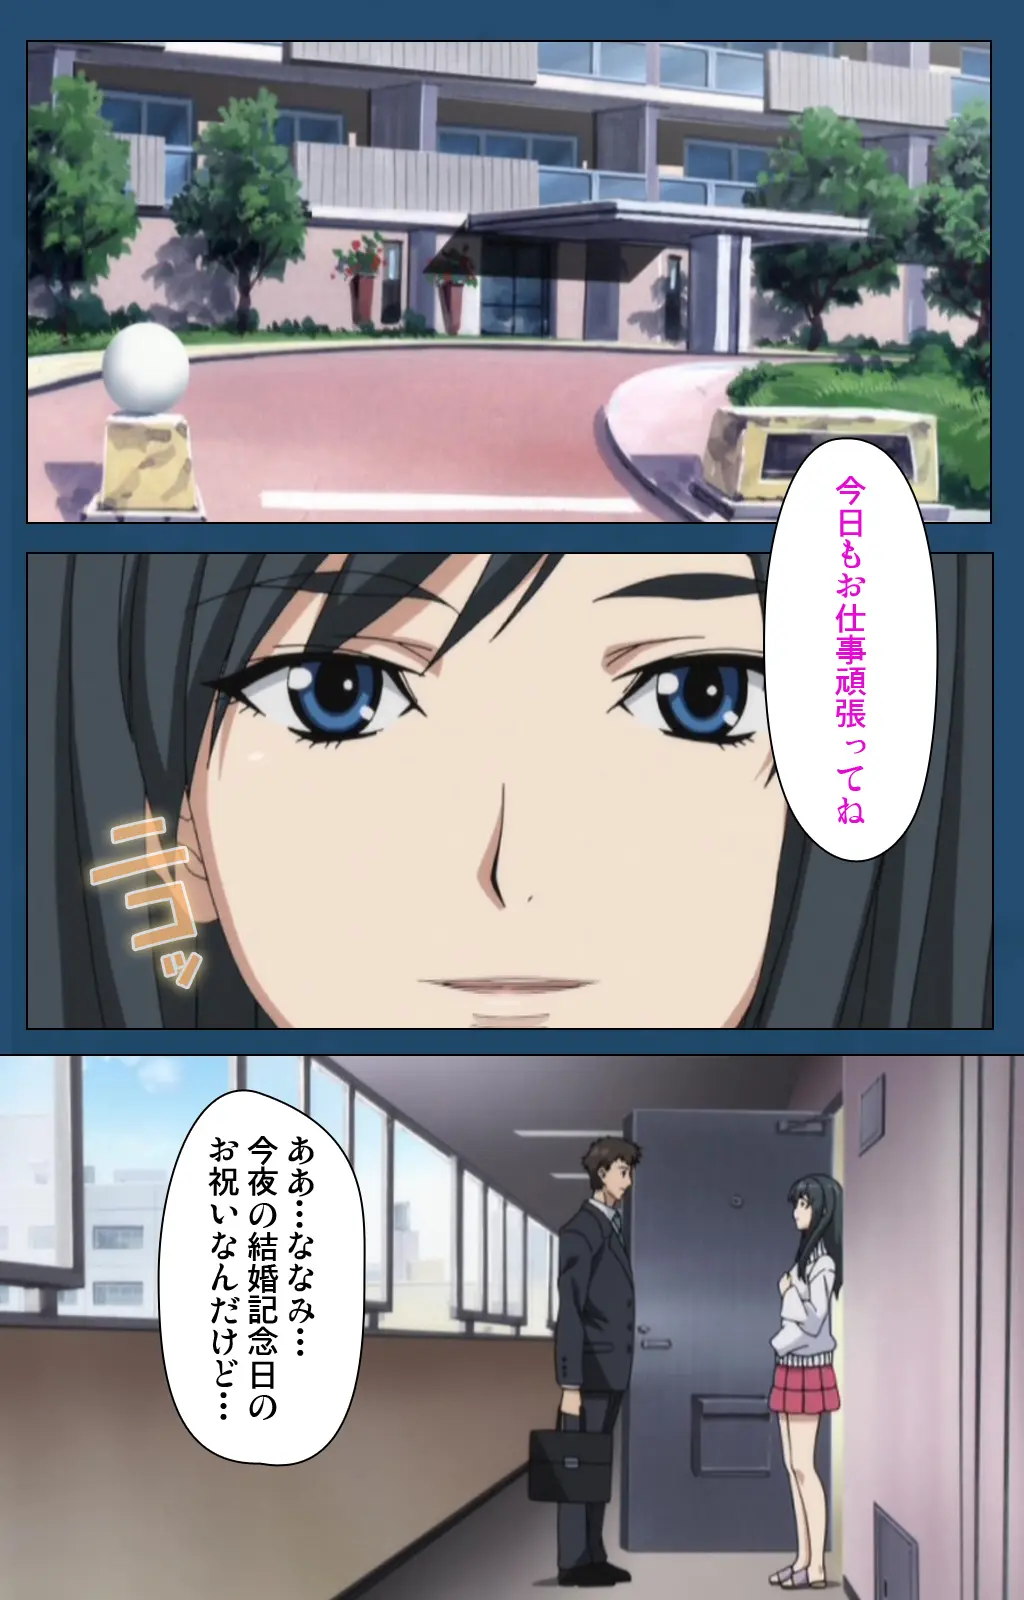 今日もお仕事頑張ってね
ニコッ
ああ…ななみ…
今夜の結婚記念日の
お祝いなんだけど…